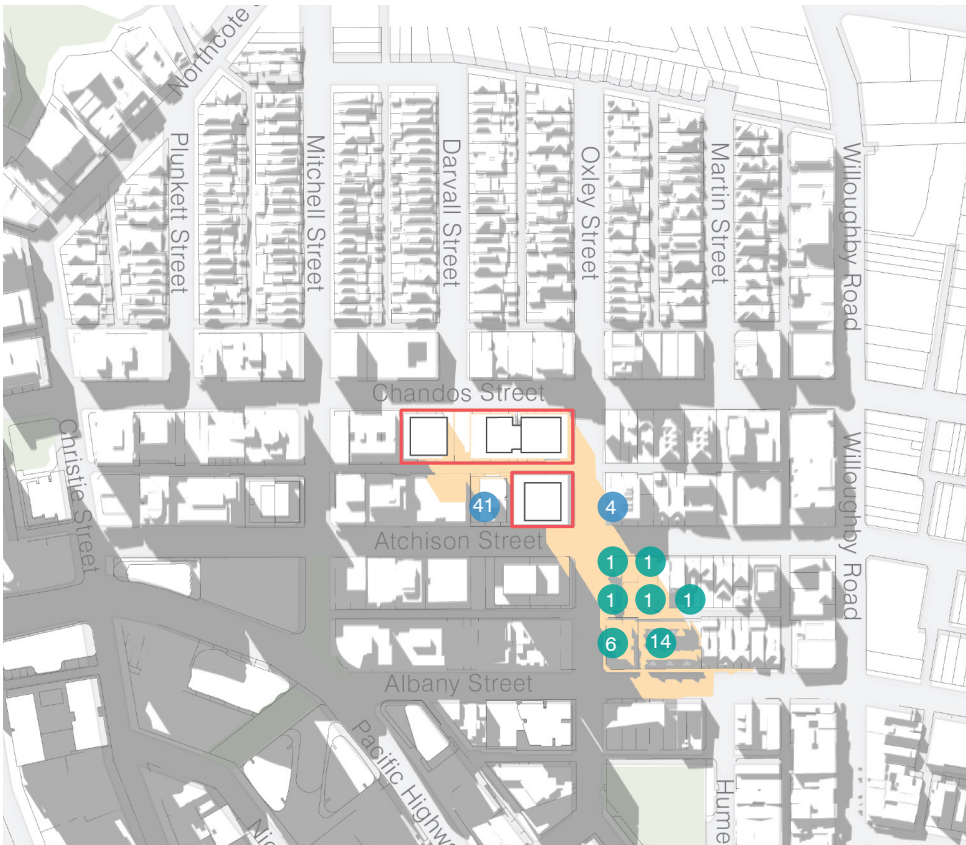 Northcote
Plunkett Street
Mitchell Street
Darvall Street
Oxley Street
Martin Street
Willoughby Road
Chandos Street
Christie Street
Willoughby Road
41
4
Atchison Street
1 1
1 1 1
6 14
Albany Street
Pacific Highw
Hume